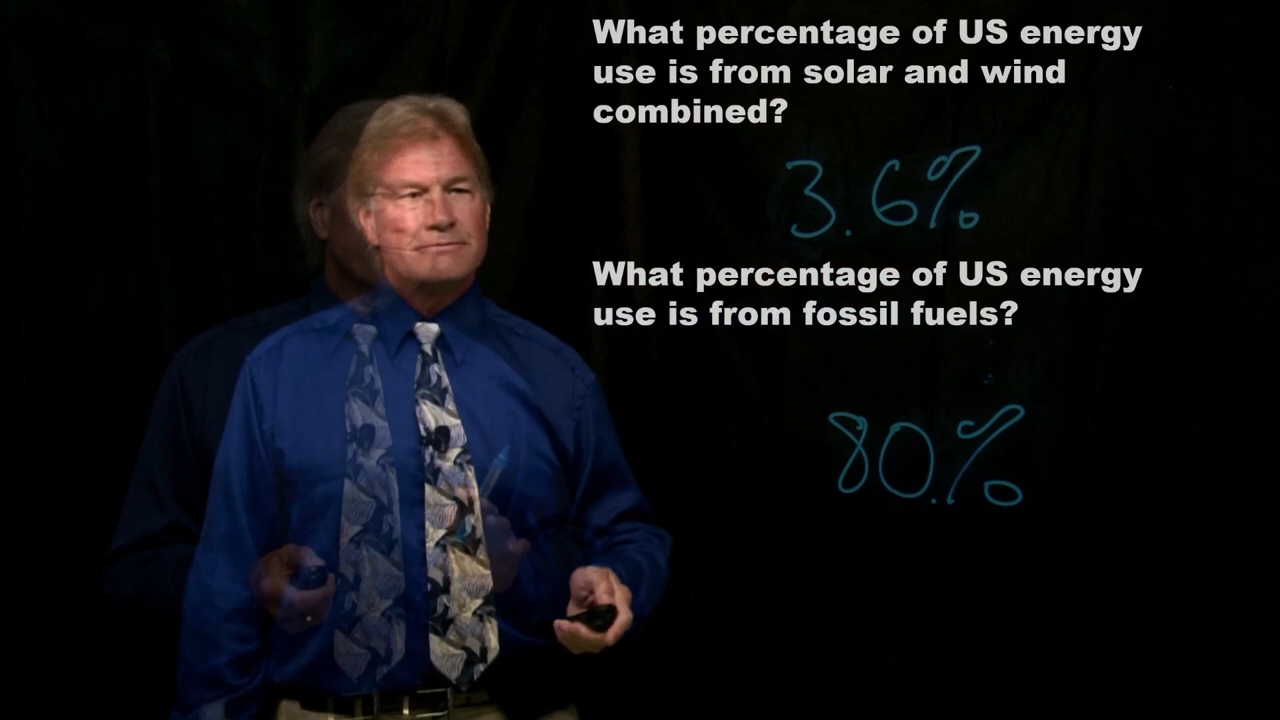 What percentage of US energy
use is from solar and wind
combined?
3.6%
What percentage of US energy
use is from fossil fuels?
80%